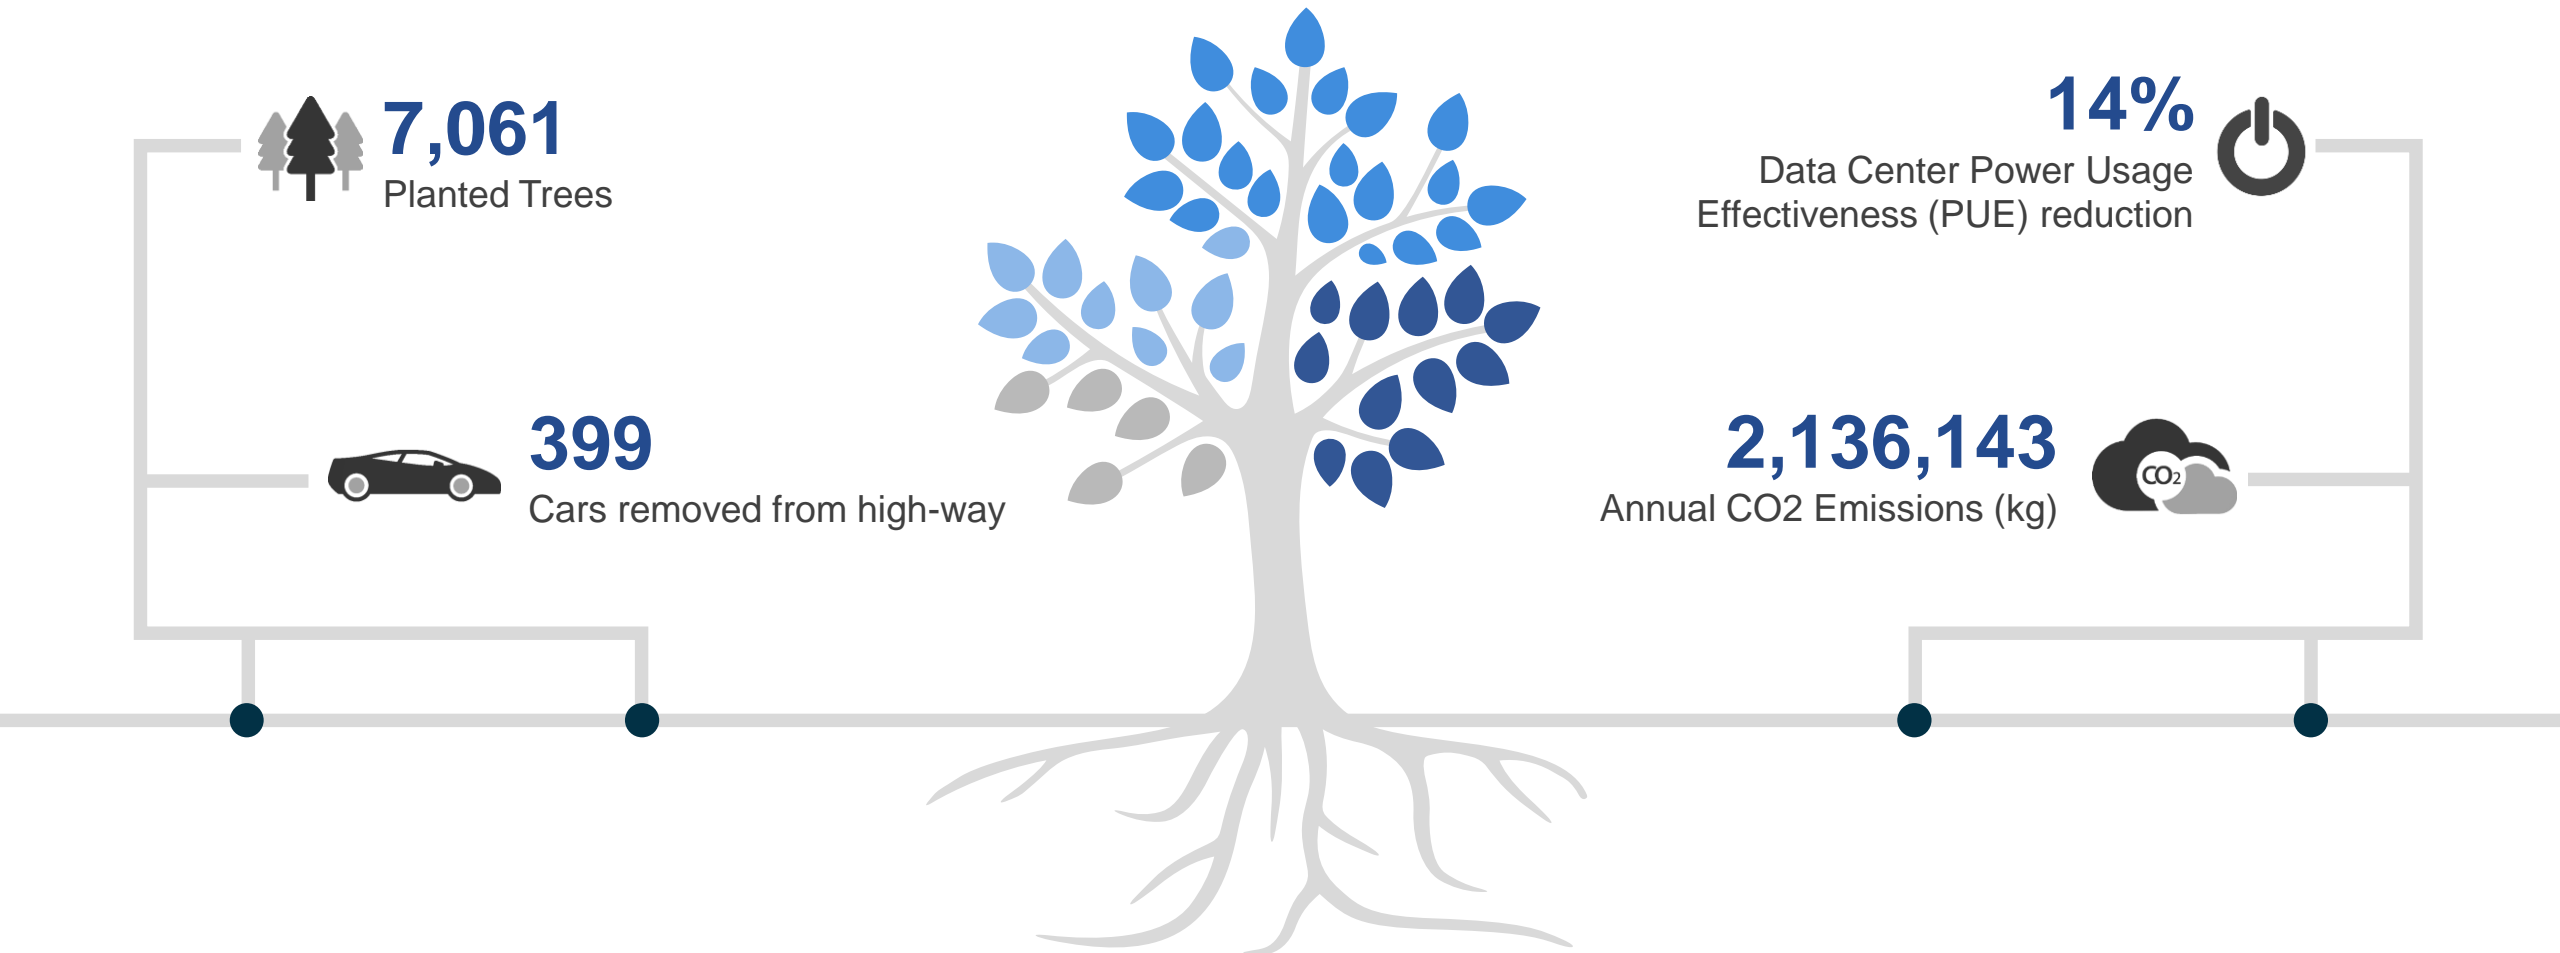 7,061
Planted Trees
399
Cars removed from high-way
14%
Data Center Power Usage
Effectiveness (PUE) reduction
2,136,143
Annual CO2 Emissions (kg)
CO2